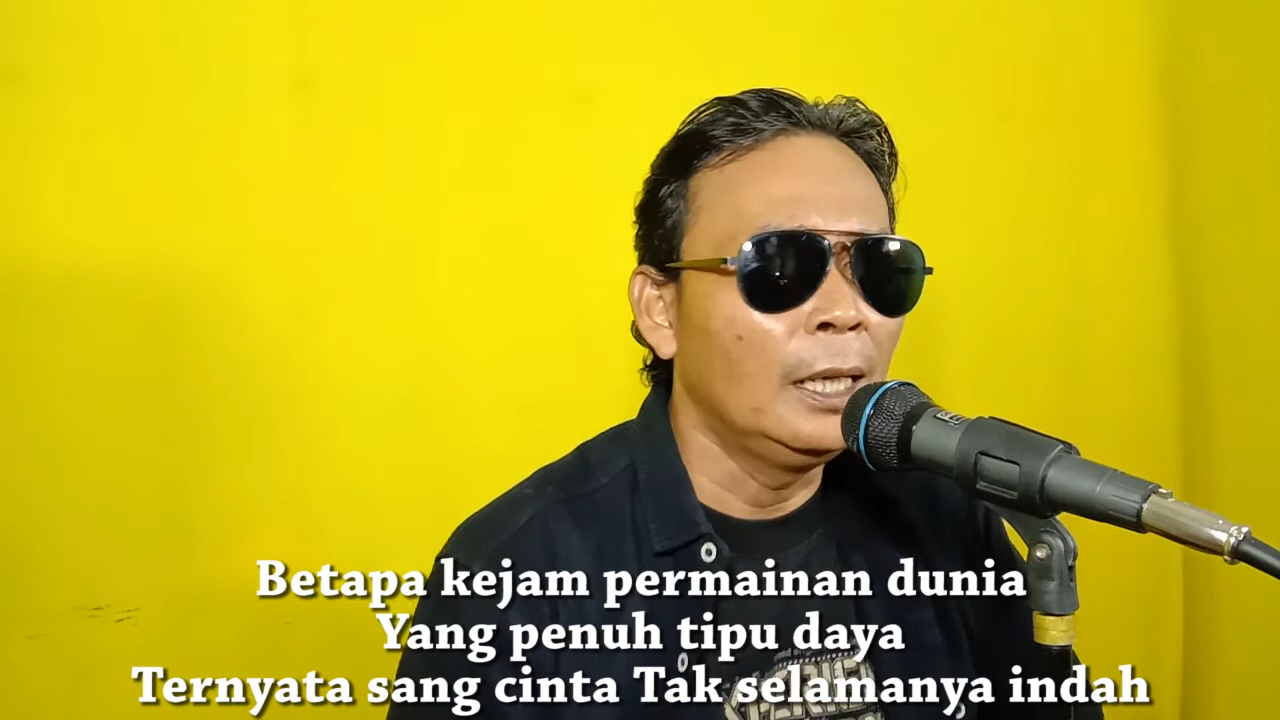 Betapa kejam permainan dunia
Yang penuh tipu daya
Ternyata sang cinta Tak selamanya indah